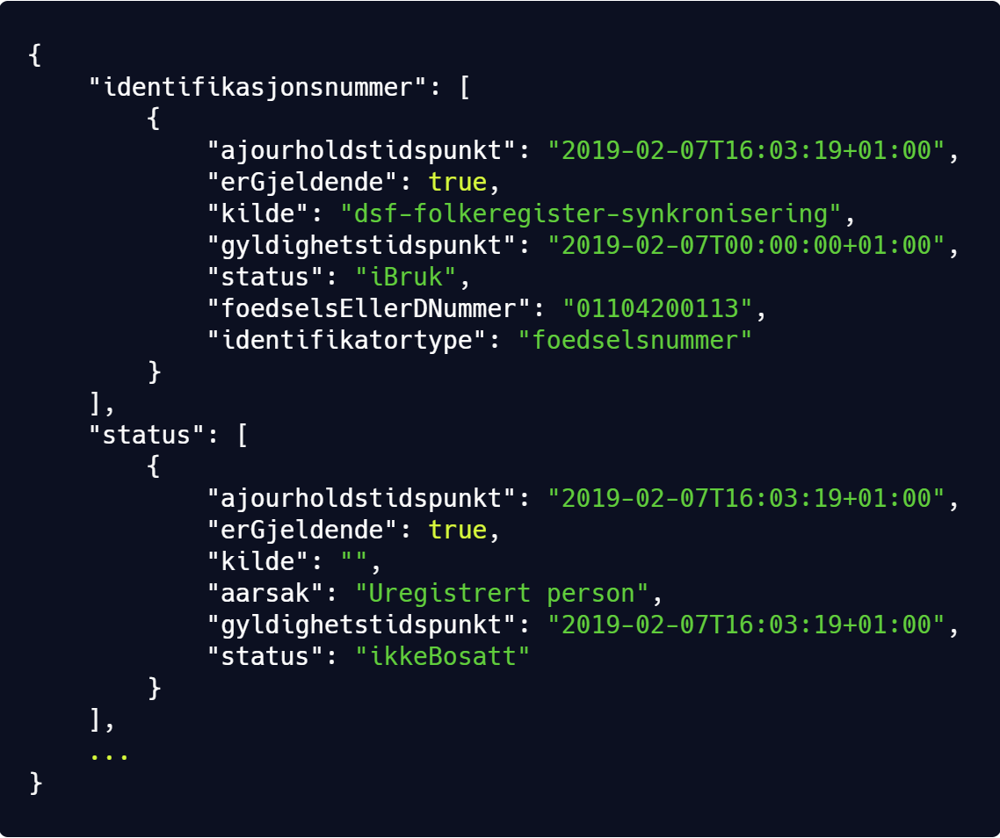 {
    "identifikasjonsnummer": [
        {
            "ajourholdstidspunkt": "2019-02-07T16:03:19+01:00",
            "erGjeldende": true,
            "kilde": "dsf-folkeregister-synkronisering",
            "gyldighetstidspunkt": "2019-02-07T00:00:00+01:00",
            "status": "iBruk",
            "foedselsEllerDNummer": "01104200113",
            "identifikatortype": "foedselsnummer"
        }
    ],
    "status": [
        {
            "ajourholdstidspunkt": "2019-02-07T16:03:19+01:00",
            "erGjeldende": true,
            "kilde": "",
            "aarsak": "Uregistrert person",
            "gyldighetstidspunkt": "2019-02-07T16:03:19+01:00",
            "status": "ikkeBosatt"
        }
    ],
    ...
}